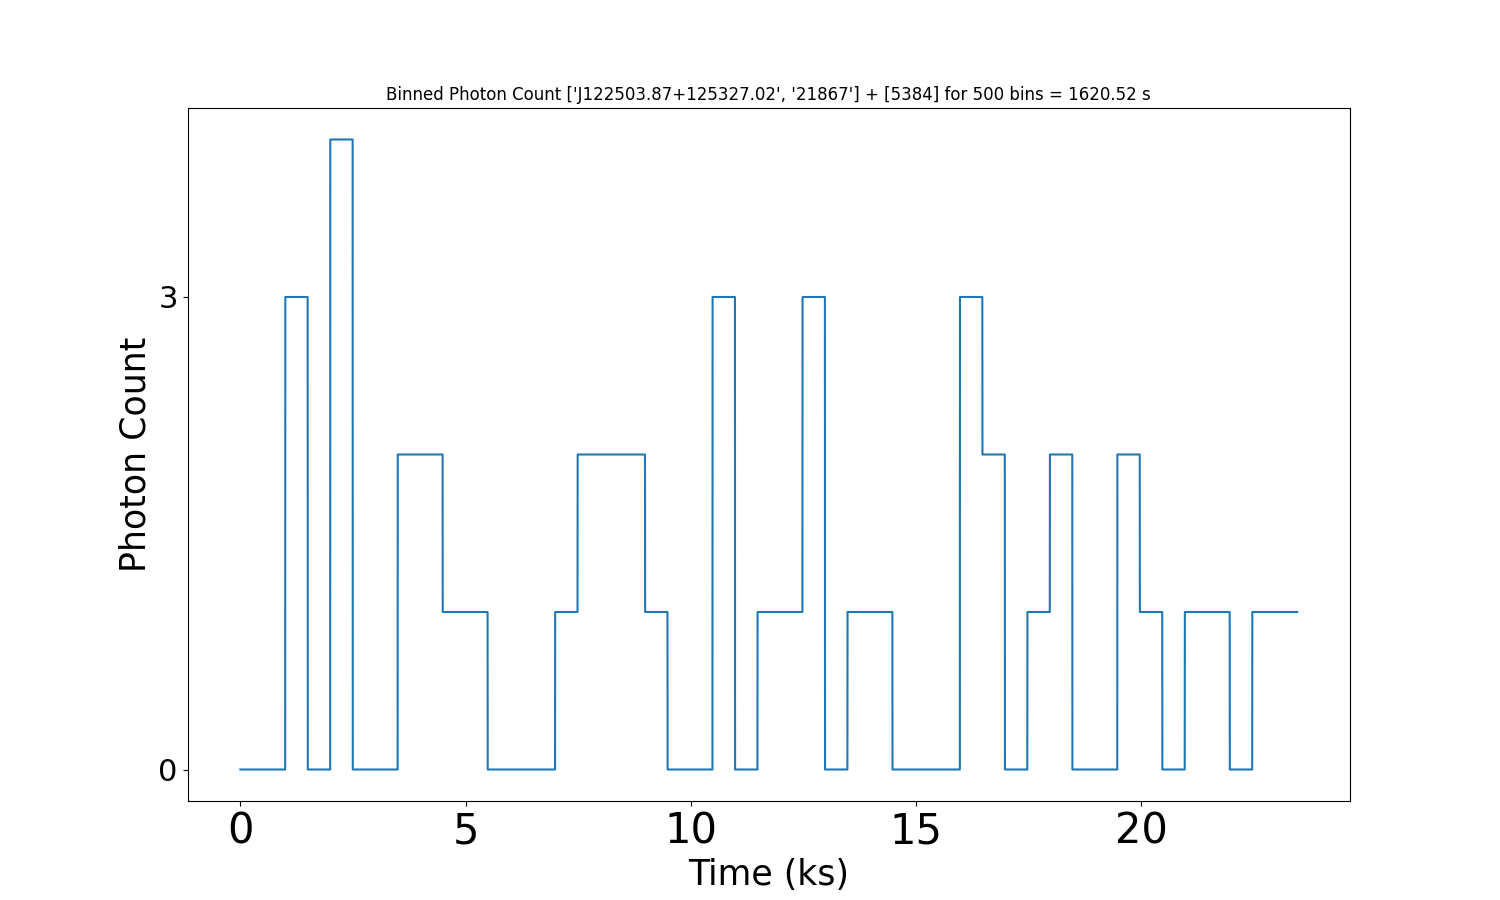 Binned Photon Count ['J122503.87+125327.02', '21867'] + [5384] for 500 bins = 1620.52 s
3
0
Photon Count
0 5 10 15 20
Time (ks)